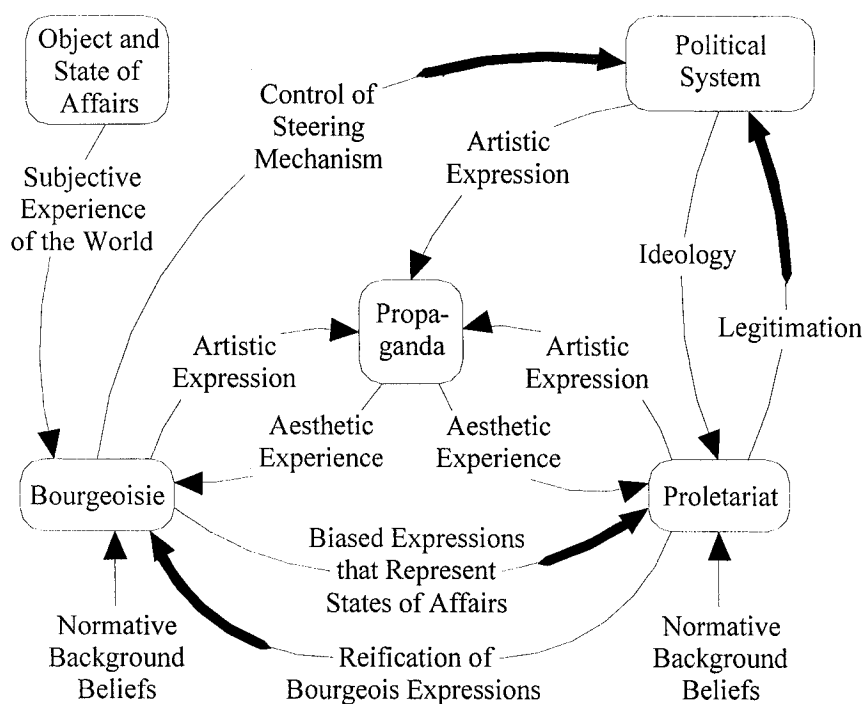 Object and
State of
Affairs
Political
System
Control of
Steering
Mechanism
Artistic
Expression
Subjective
Experience
of the World
Ideology
Propa-
ganda
Legitimation
Artistic
Expression
Artistic
Expression
Aesthetic
Experience
Aesthetic
Experience
Bourgeoisie
Proletariat
Biased Expressions
that Represent
States of Affairs
Normative
Background
Beliefs
Reification of
Bourgeois Expressions
Normative
Background
Beliefs